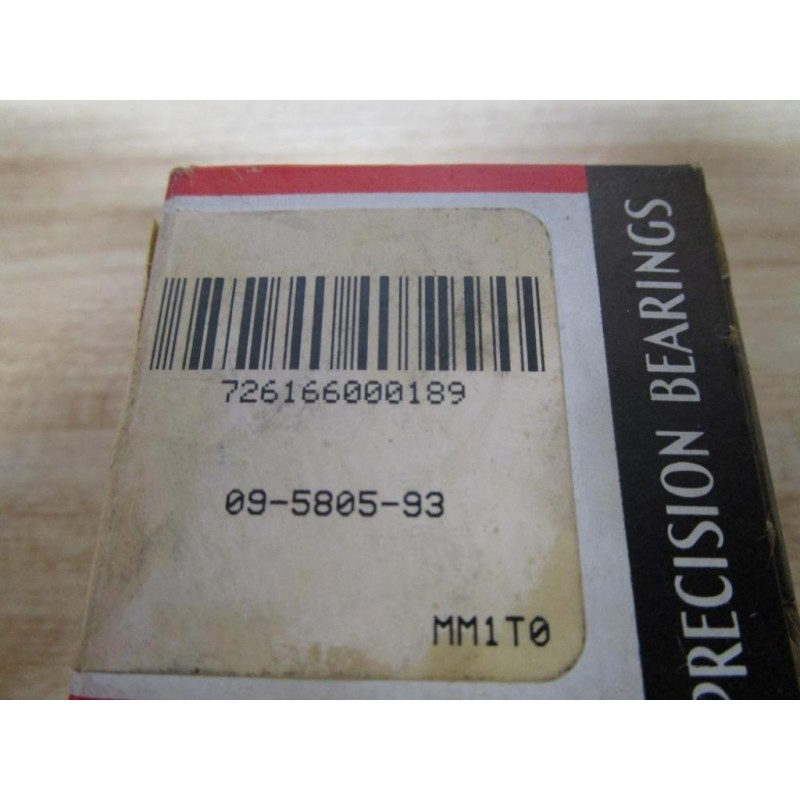 726166000189
09-5805-93
MM1T0
PRECISION BEARINGS